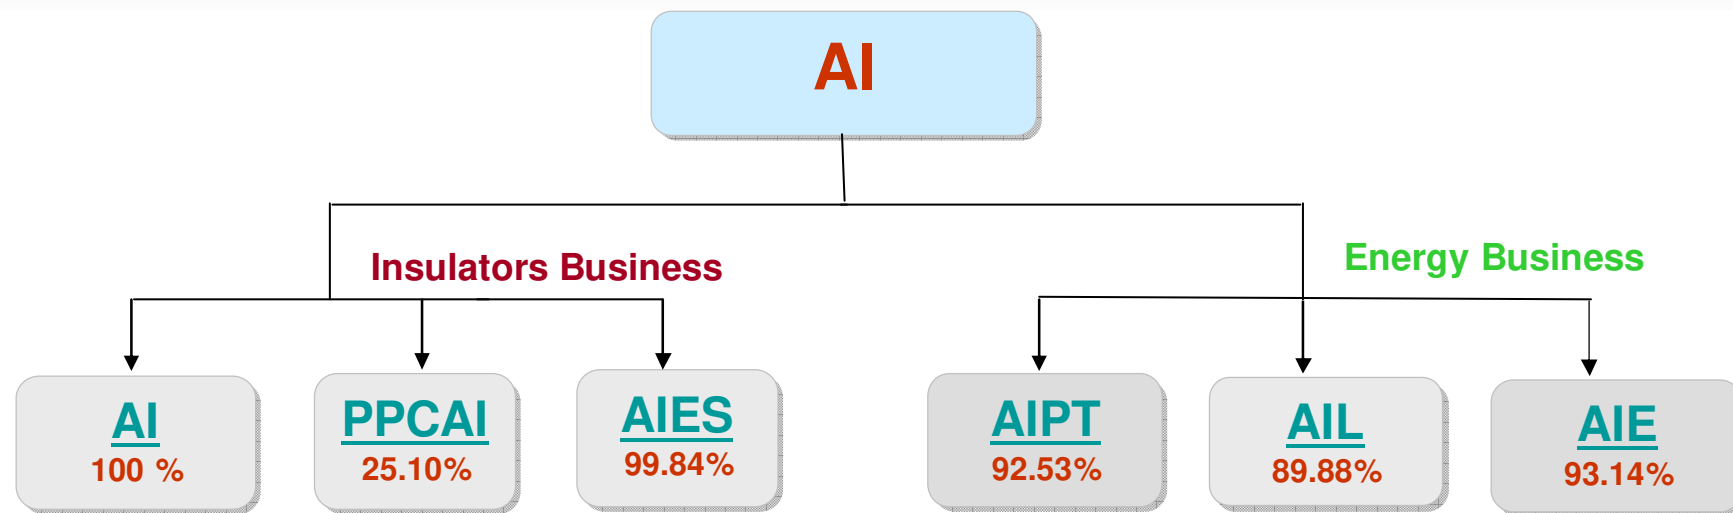 AI
Insulators Business
Energy Business
AI
100 %
PPCAI
25.10%
AIES
99.84%
AIPT
92.53%
AIL
89.88%
AIE
93.14%